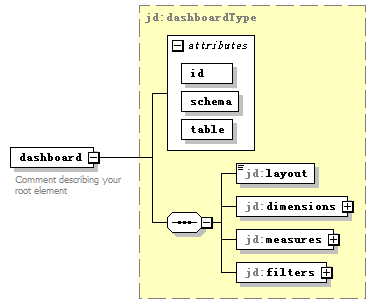 jd:dashboardType
attributes
id
schema
table
dashboard
Comment describing your
root element
jd:layout
jd:dimensions
jd:measures
jd:filters